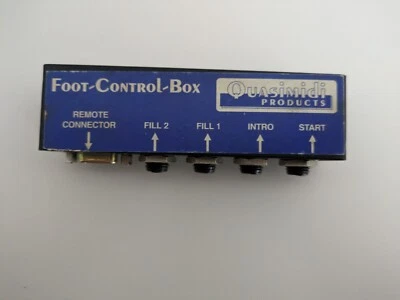 FOOT-CONTROL-BOX
Quasimidi
PRODUCTS
REMOTE
CONNECTOR
FILL 2
FILL 1
INTRO
START